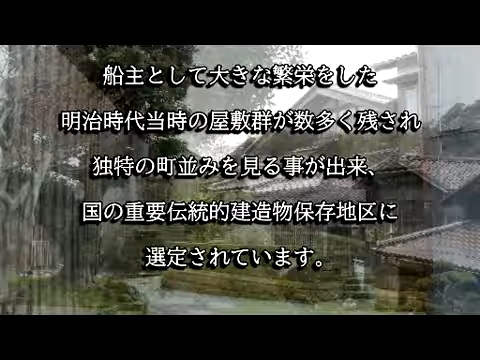 船主として大きな繁栄をした
明治時代当時の屋敷群が数多く残され
独特の町並みを見る事が出来、
国の重要伝統的建造物保存地区に
選定されています。